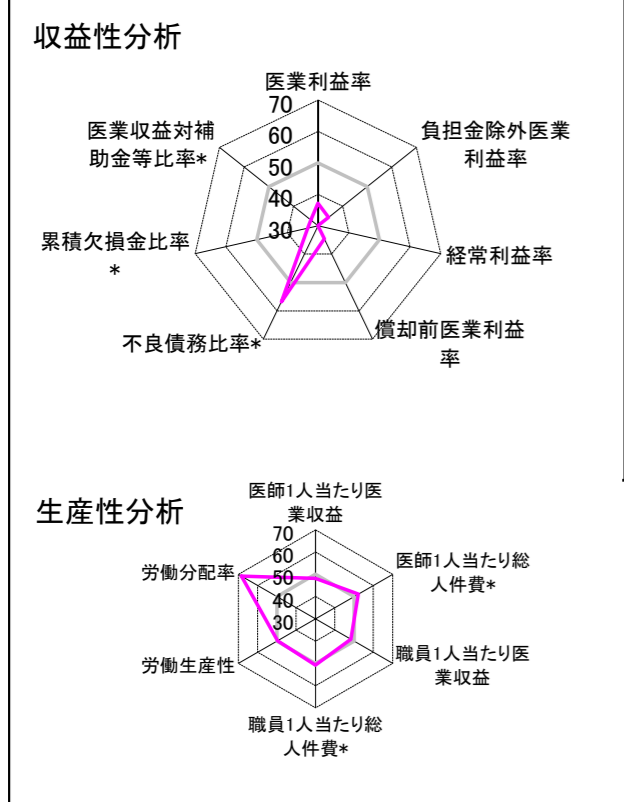 収益性分析
医業利益率
負担金除外医業
利益率
経常利益率
償却前医業利益
率
不良債務比率*
累積欠損金比率
*
医業収益対補
助金等比率*
70
60
50
40
30
生産性分析
医師1人当たり医
業収益
医師1人当たり総
人件費*
職員1人当たり医
業収益
職員1人当たり総
人件費*
労働生産性
労働分配率
70
60
50
40
30